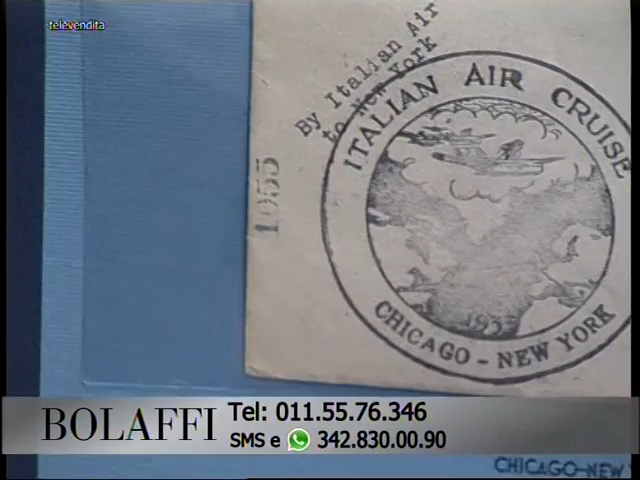 televendita
By Italian Air
to New York
ITALIAN AIR CRUISE
1055
1933
CHICAGO - NEW YORK
BOLAFFI
Tel: 011.55.76.346
SMS e 342.830.00.90
CHICAGO-NEW